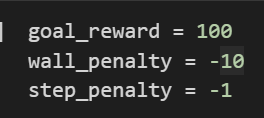 goal_reward = 100
wall_penalty = -10
step_penalty = -1